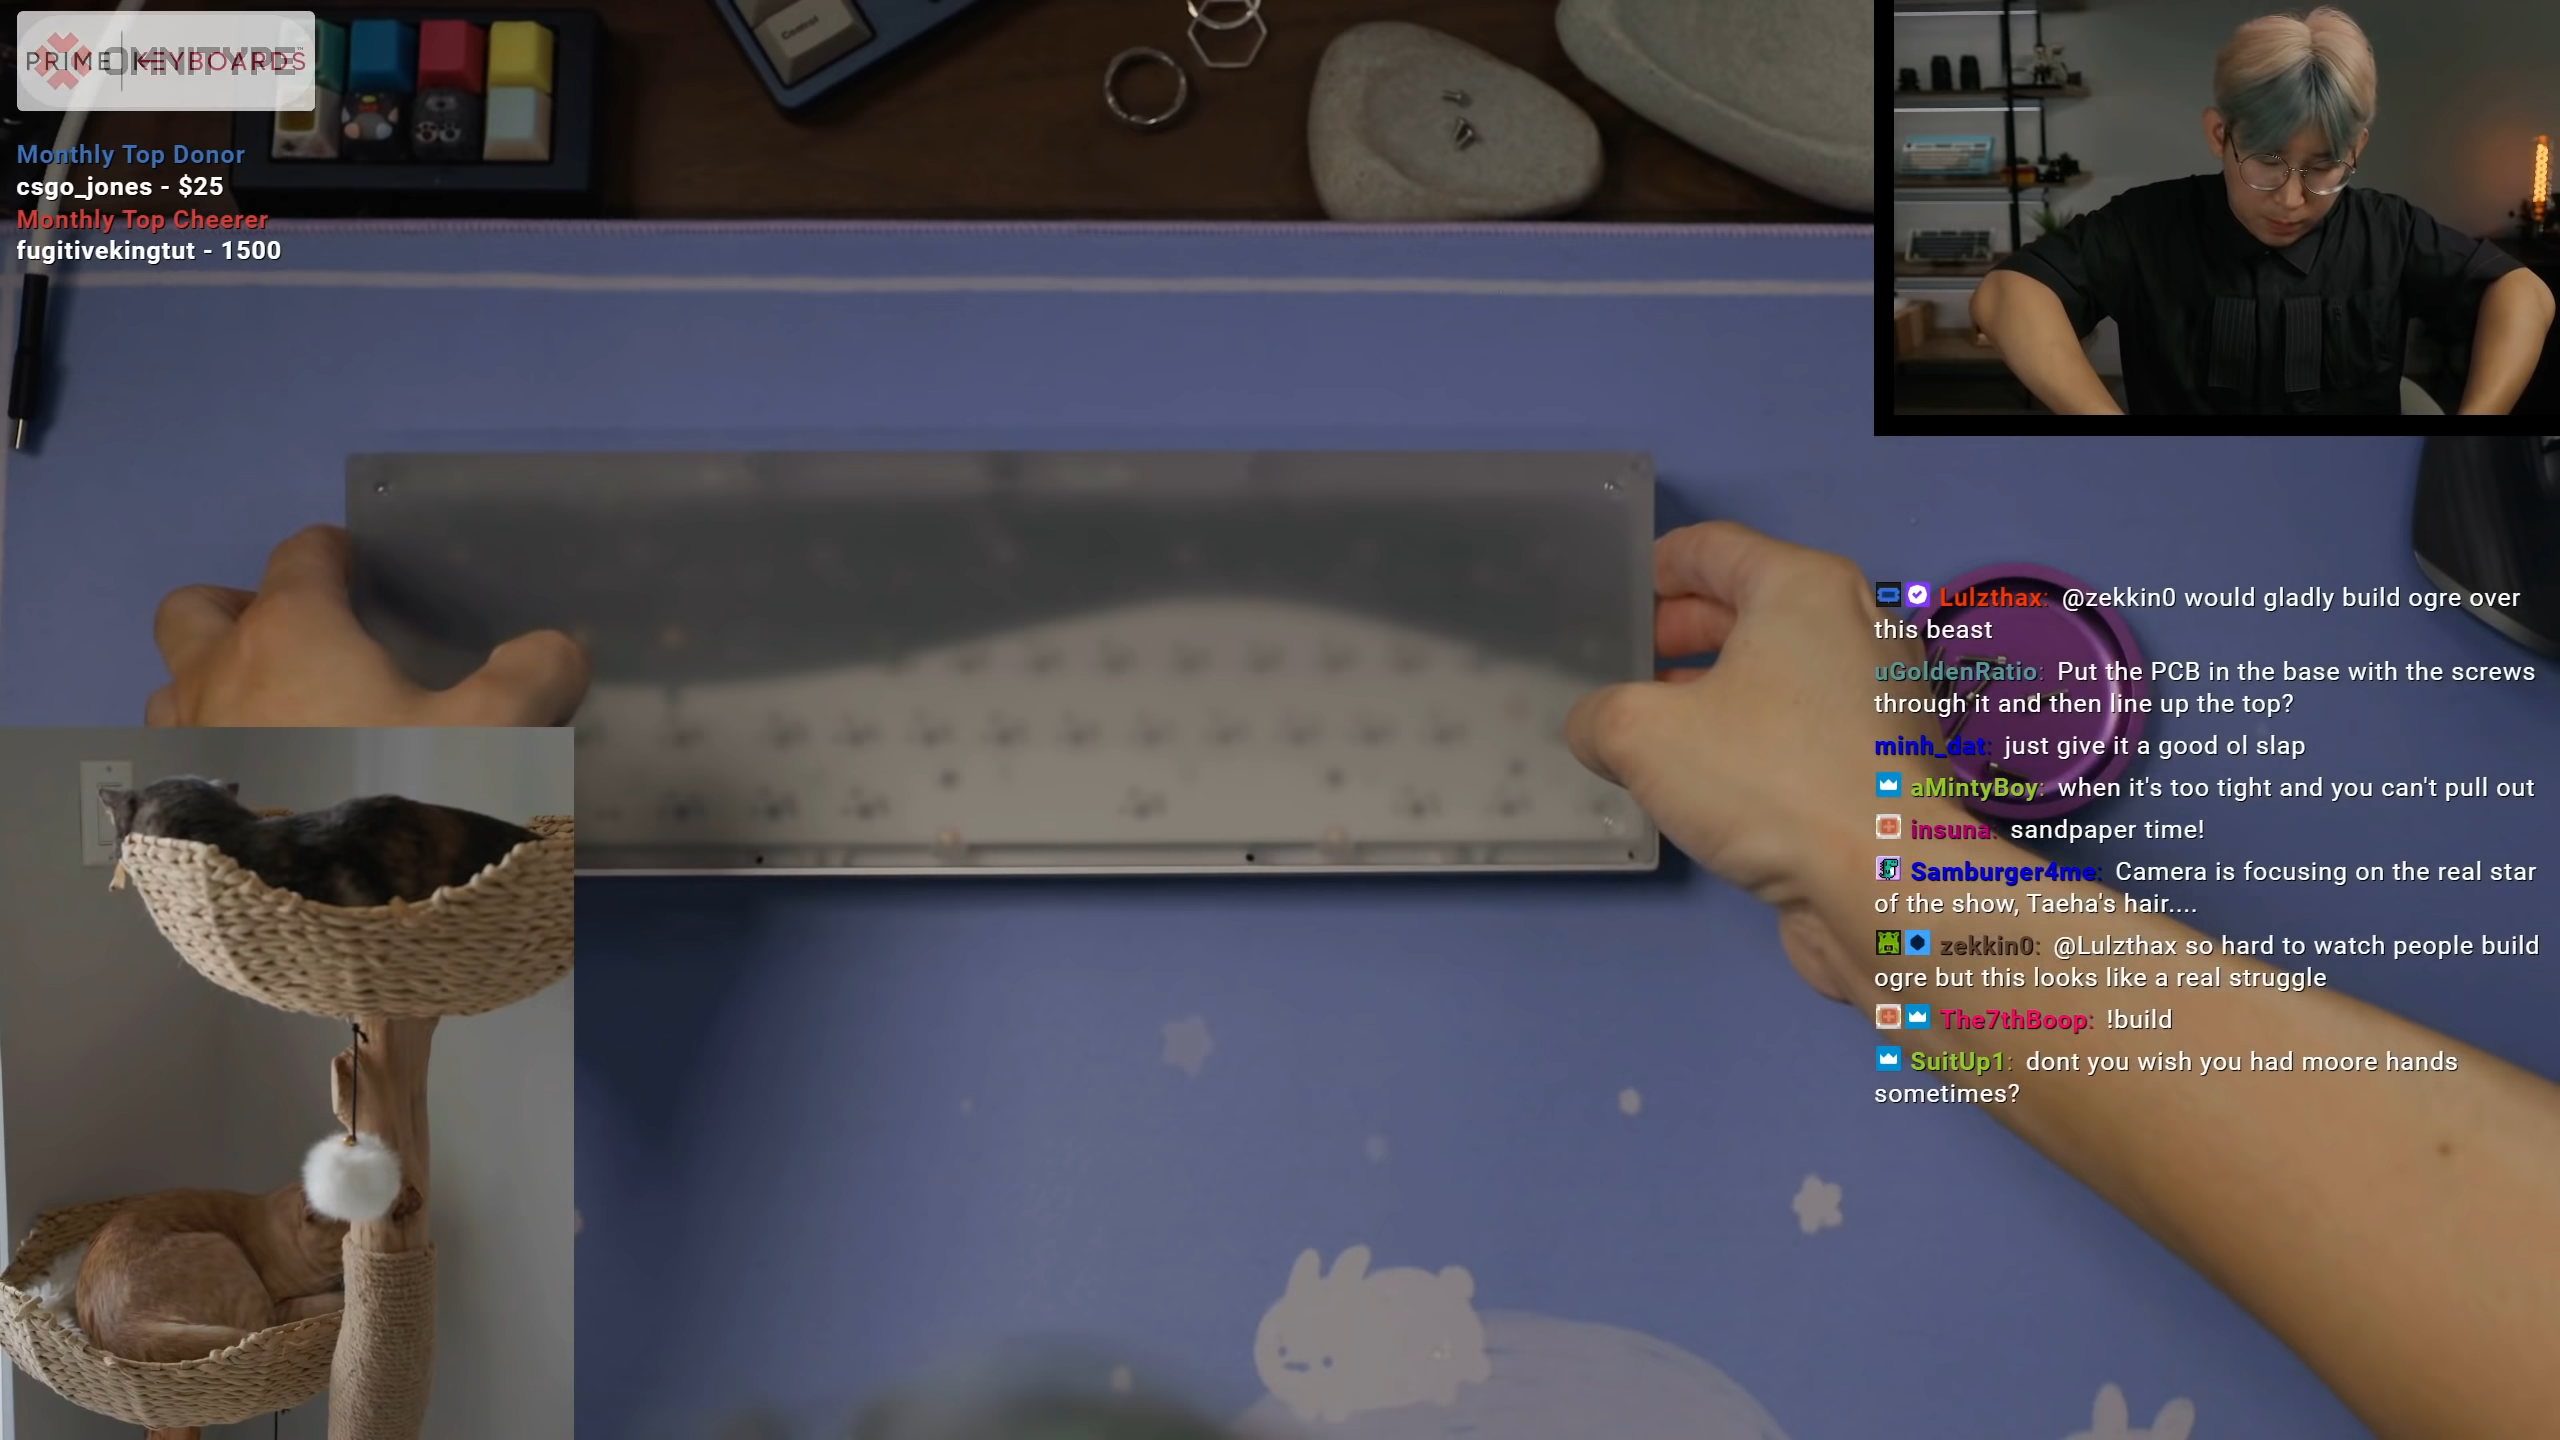 PRIME | KEYBOARDS
OMNITYPE™
Control
Monthly Top Donor
csgo_jones - $25
Monthly Top Cheerer
fugitivekingtut - 1500
Lulzthax: @zekkin0 would gladly build ogre over
this beast
uGoldenRatio: Put the PCB in the base with the screws
through it and then line up the top?
minh_dat: just give it a good ol slap
aMintyBoy: when it's too tight and you can't pull out
insuna: sandpaper time!
Samburger4me: Camera is focusing on the real star
of the show, Taeha's hair....
zekkin0: @Lulzthax so hard to watch people build
ogre but this looks like a real struggle
The7thBoop: !build
SuitUp1: dont you wish you had moore hands
sometimes?